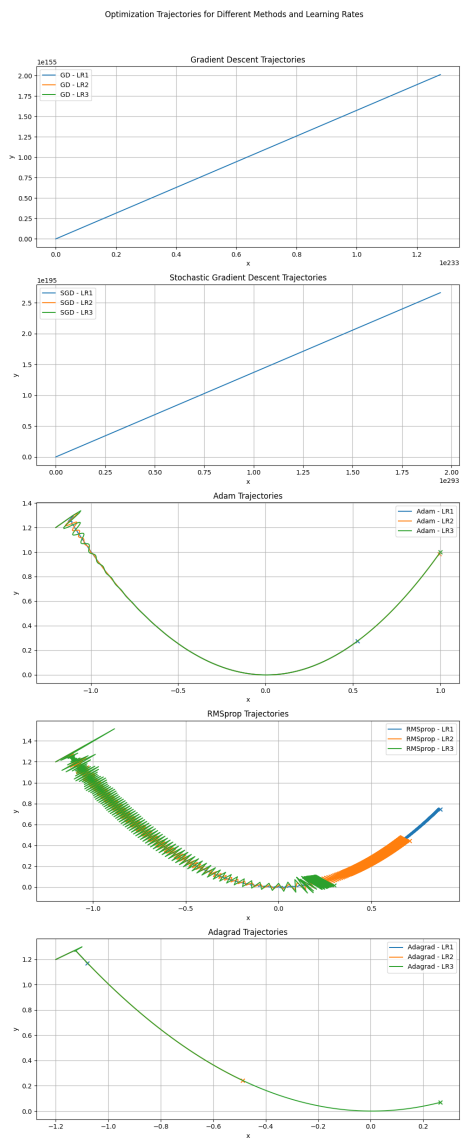 Optimization Trajectories for Different Methods and Learning Rates
Gradient Descent Trajectories
1e155
GD - LR1
GD - LR2
GD - LR3
2.00
1.75
1.50
1.25
1.00
0.75
0.50
0.25
0.00
y
0.0 0.2 0.4 0.6 0.8 1.0 1.2
x
1e233
Stochastic Gradient Descent Trajectories
1e195
SGD - LR1
SGD - LR2
SGD - LR3
2.5
2.0
1.5
1.0
0.5
0.0
y
0.00 0.25 0.50 0.75 1.00 1.25 1.50 1.75 2.00
x
1e293
Adam Trajectories
Adam - LR1
Adam - LR2
Adam - LR3
1.4
1.2
1.0
0.8
0.6
0.4
0.2
0.0
y
−1.0 −0.5 0.0 0.5 1.0
x
RMSprop Trajectories
RMSprop - LR1
RMSprop - LR2
RMSprop - LR3
1.4
1.2
1.0
0.8
0.6
0.4
0.2
0.0
y
−1.0 −0.5 0.0 0.5
x
Adagrad Trajectories
Adagrad - LR1
Adagrad - LR2
Adagrad - LR3
1.2
1.0
0.8
0.6
0.4
0.2
0.0
y
−1.2 −1.0 −0.8 −0.6 −0.4 −0.2 0.0 0.2
x